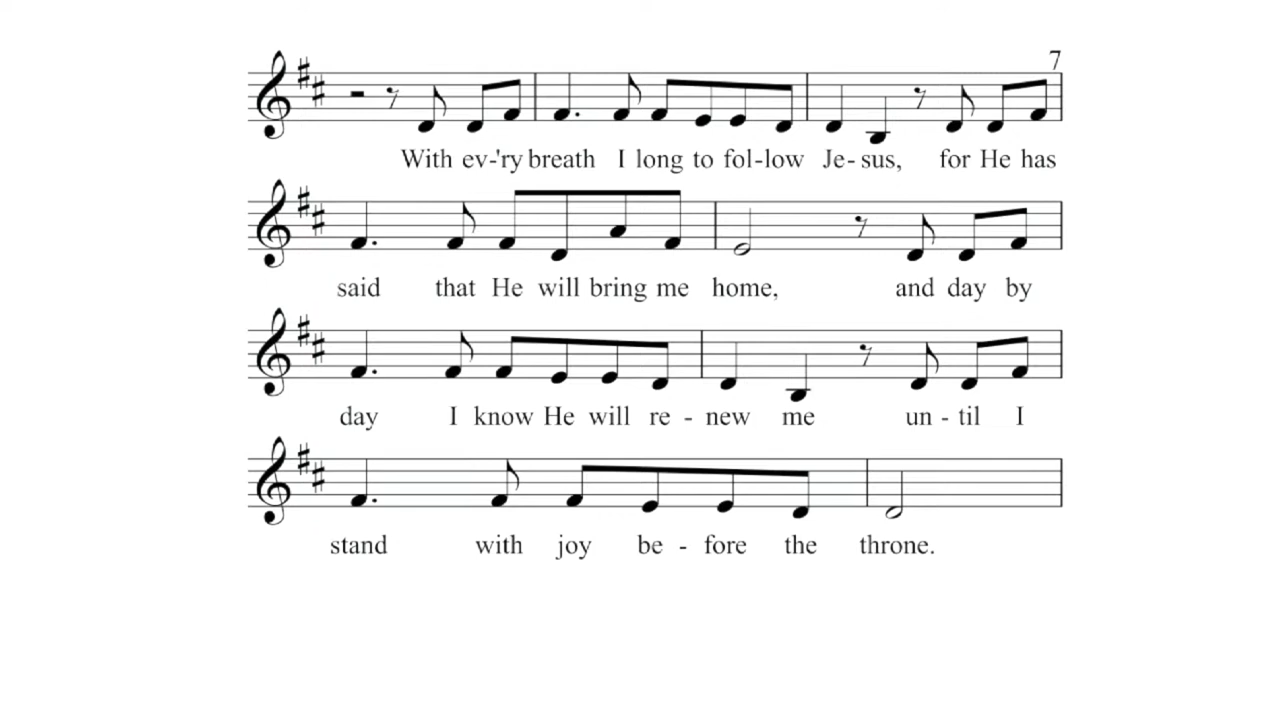 7
With ev-'ry breath I long to fol-low Je-sus, for He has
said that He will bring me home, and day by
day I know He will re - new me un - til I
stand with joy be - fore the throne.